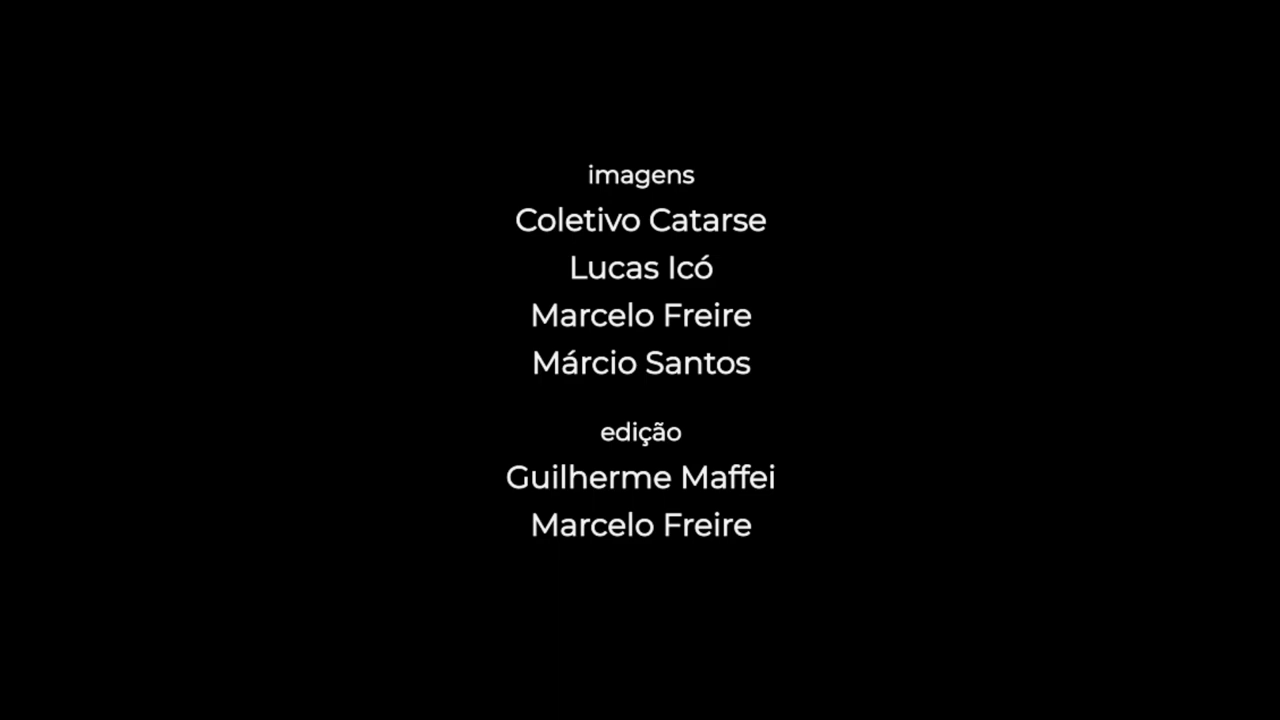 imagens
Coletivo Catarse
Lucas Icó
Marcelo Freire
Márcio Santos
edição
Guilherme Maffei
Marcelo Freire